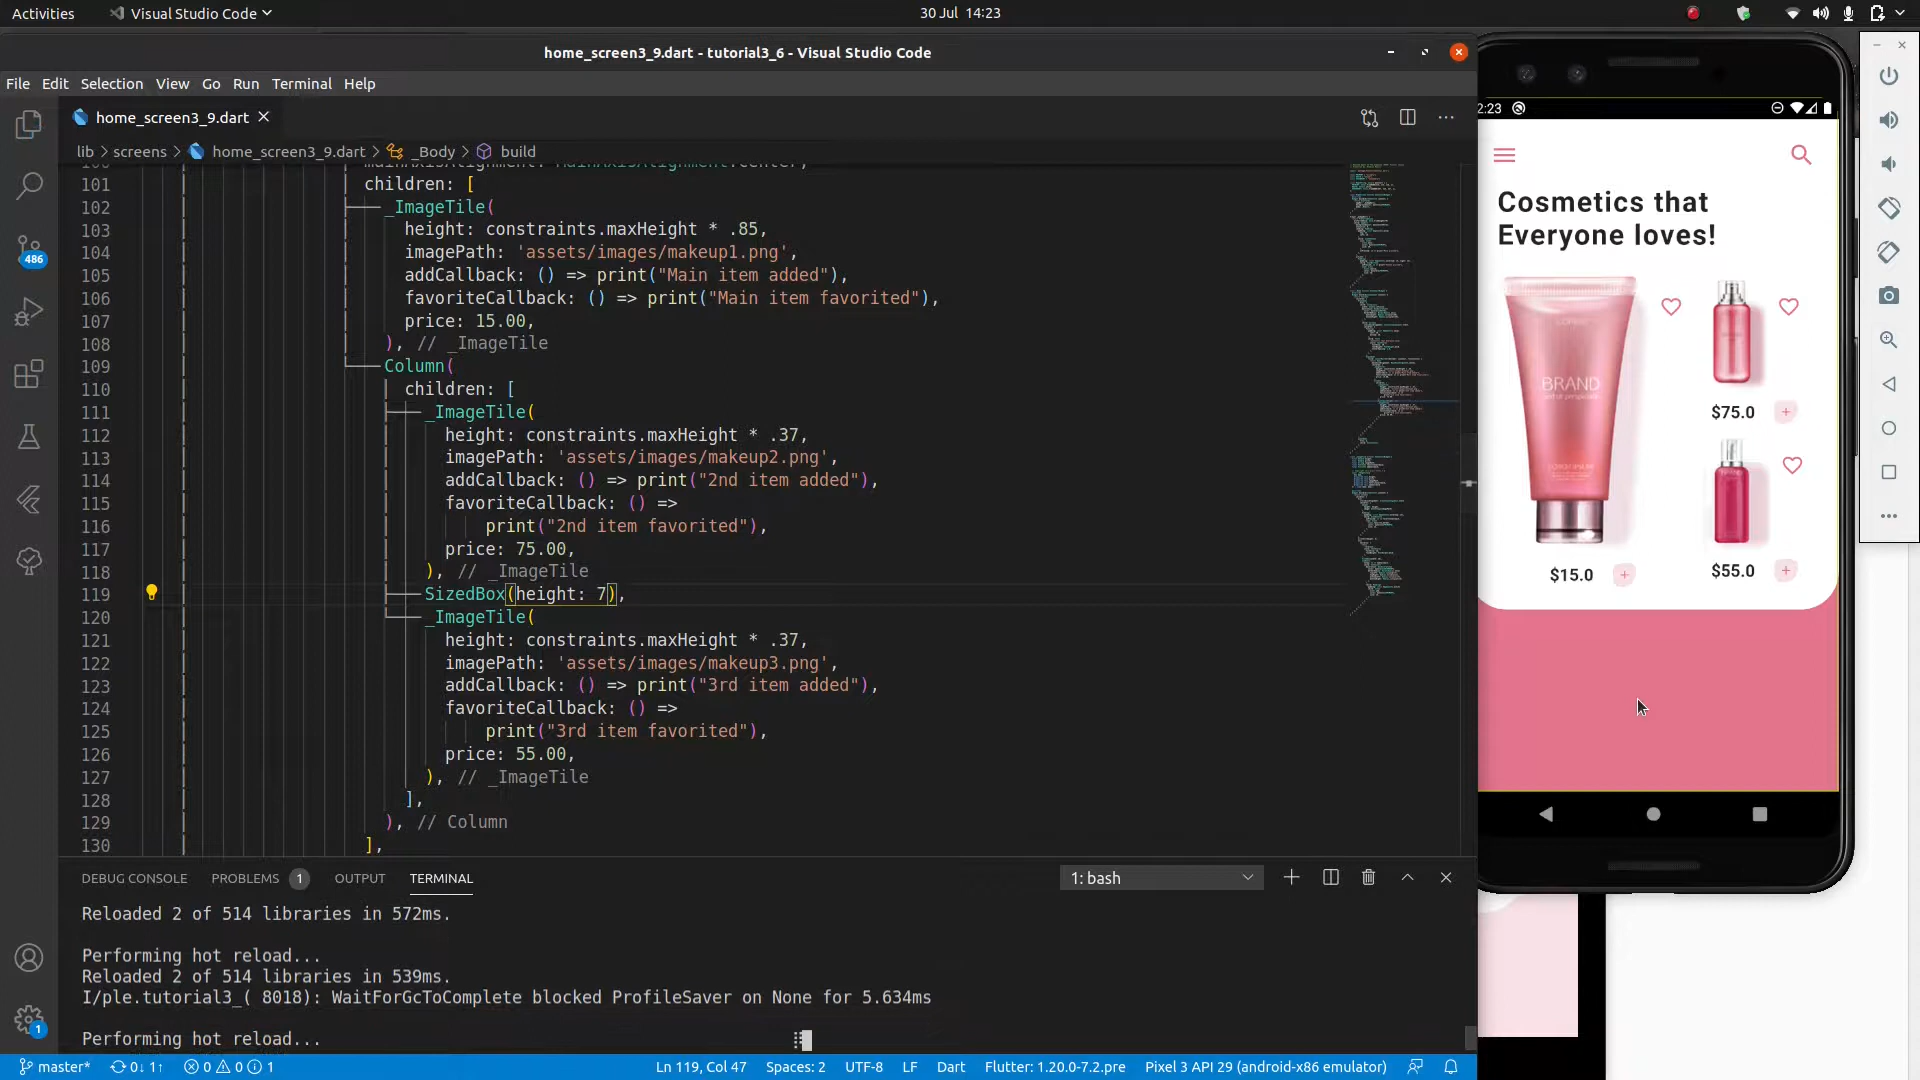 Activities
Visual Studio Code
30 Jul 14:23
home_screen3_9.dart - tutorial3_6 - Visual Studio Code
File Edit Selection View Go Run Terminal Help
home_screen3_9.dart
lib > screens > home_screen3_9.dart > _Body > build
101 children: [
102 _ImageTile(
103 height: constraints.maxHeight * .85,
104 imagePath: 'assets/images/makeup1.png',
105 addCallback: () => print("Main item added"),
106 favoriteCallback: () => print("Main item favorited"),
107 price: 15.00,
108 ), // _ImageTile
109 Column(
110 children: [
111 _ImageTile(
112 height: constraints.maxHeight * .37,
113 imagePath: 'assets/images/makeup2.png',
114 addCallback: () => print("2nd item added"),
115 favoriteCallback: () =>
116 print("2nd item favorited"),
117 price: 75.00,
118 ), // _ImageTile
119 SizedBox(height: 7),
120 _ImageTile(
121 height: constraints.maxHeight * .37,
122 imagePath: 'assets/images/makeup3.png',
123 addCallback: () => print("3rd item added"),
124 favoriteCallback: () =>
125 print("3rd item favorited"),
126 price: 55.00,
127 ), // _ImageTile
128 ],
129 ), // Column
130 ],
486
1
DEBUG CONSOLE PROBLEMS 1 OUTPUT TERMINAL
1: bash
Reloaded 2 of 514 libraries in 572ms.
Performing hot reload...
Reloaded 2 of 514 libraries in 539ms.
I/ple.tutorial3_( 8018): WaitForGcToComplete blocked ProfileSaver on None for 5.634ms
Performing hot reload...
master* 0↓ 1↑ 0 0 1
Ln 119, Col 47 Spaces: 2 UTF-8 LF Dart Flutter: 1.20.0-7.2.pre Pixel 3 API 29 (android-x86 emulator)
2:23
Cosmetics that
Everyone loves!
BRAND
$75.0 +
$15.0 +
$55.0 +